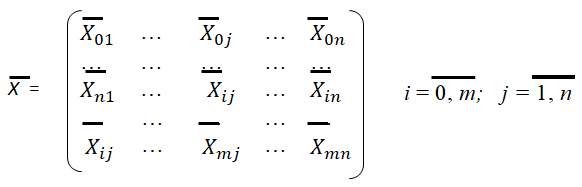 X̅₀₁ … X̅₀ⱼ … X̅₀ₙ
… … … … …
X̅ = X̅ₙ₁ … X̅ᵢⱼ … X̅ᵢₙ i = 0, m; j = 1, n
… …
X̅ᵢⱼ … X̅ₘⱼ … X̅ₘₙ